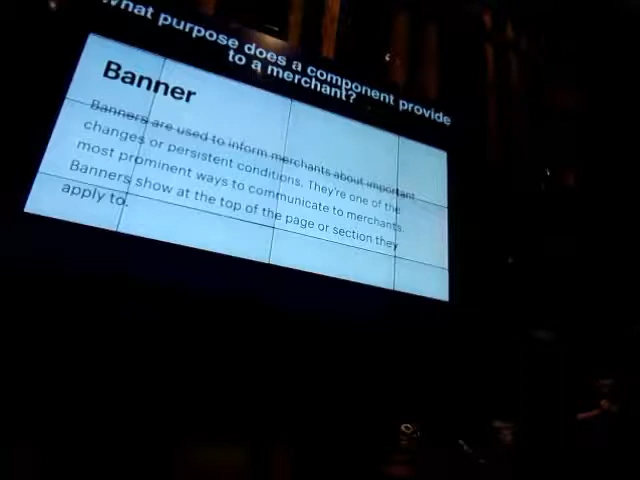 What purpose does a component provide
to a merchant?
Banner
Banners are used to inform merchants about important
changes or persistent conditions. They're one of the
most prominent ways to communicate to merchants.
Banners show at the top of the page or section they
apply to.